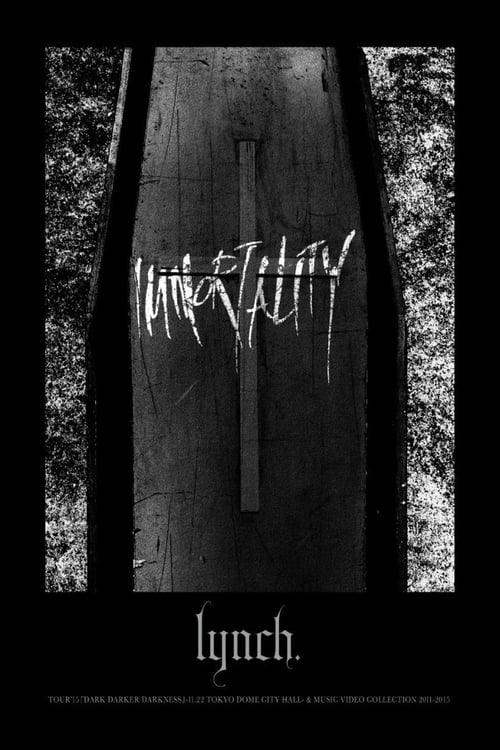 IMMORTALITY
lynch.
TOUR'15「DARK DARKER DARKNESS」-11.22 TOKYO DOME CITY HALL- & MUSIC VIDEO COLLECTION 2011-2015